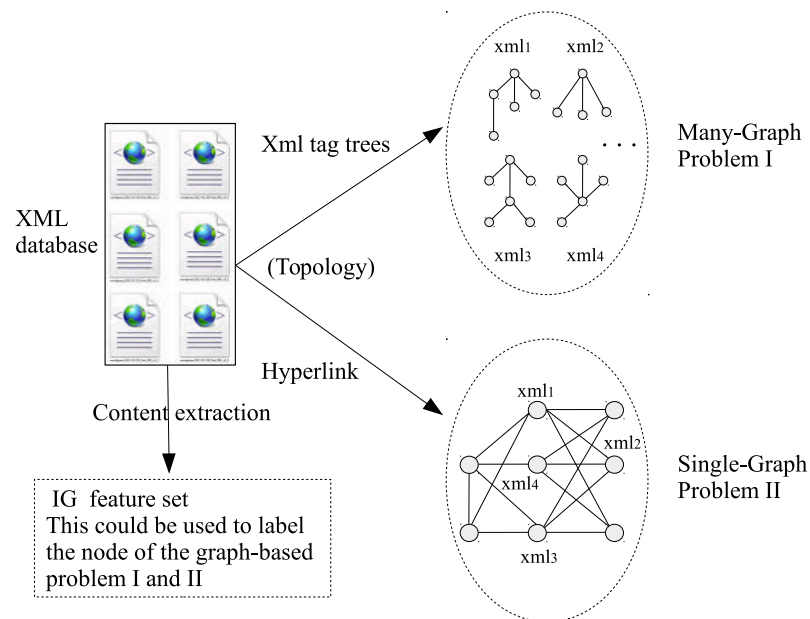 xml1
xml2
Xml tag trees
Many-Graph
Problem I
. . .
XML
database
(Topology)
xml3
xml4
Hyperlink
Content extraction
xml1
xml2
xml4
xml3
Single-Graph
Problem II
IG feature set
This could be used to label
the node of the graph-based
problem I and II